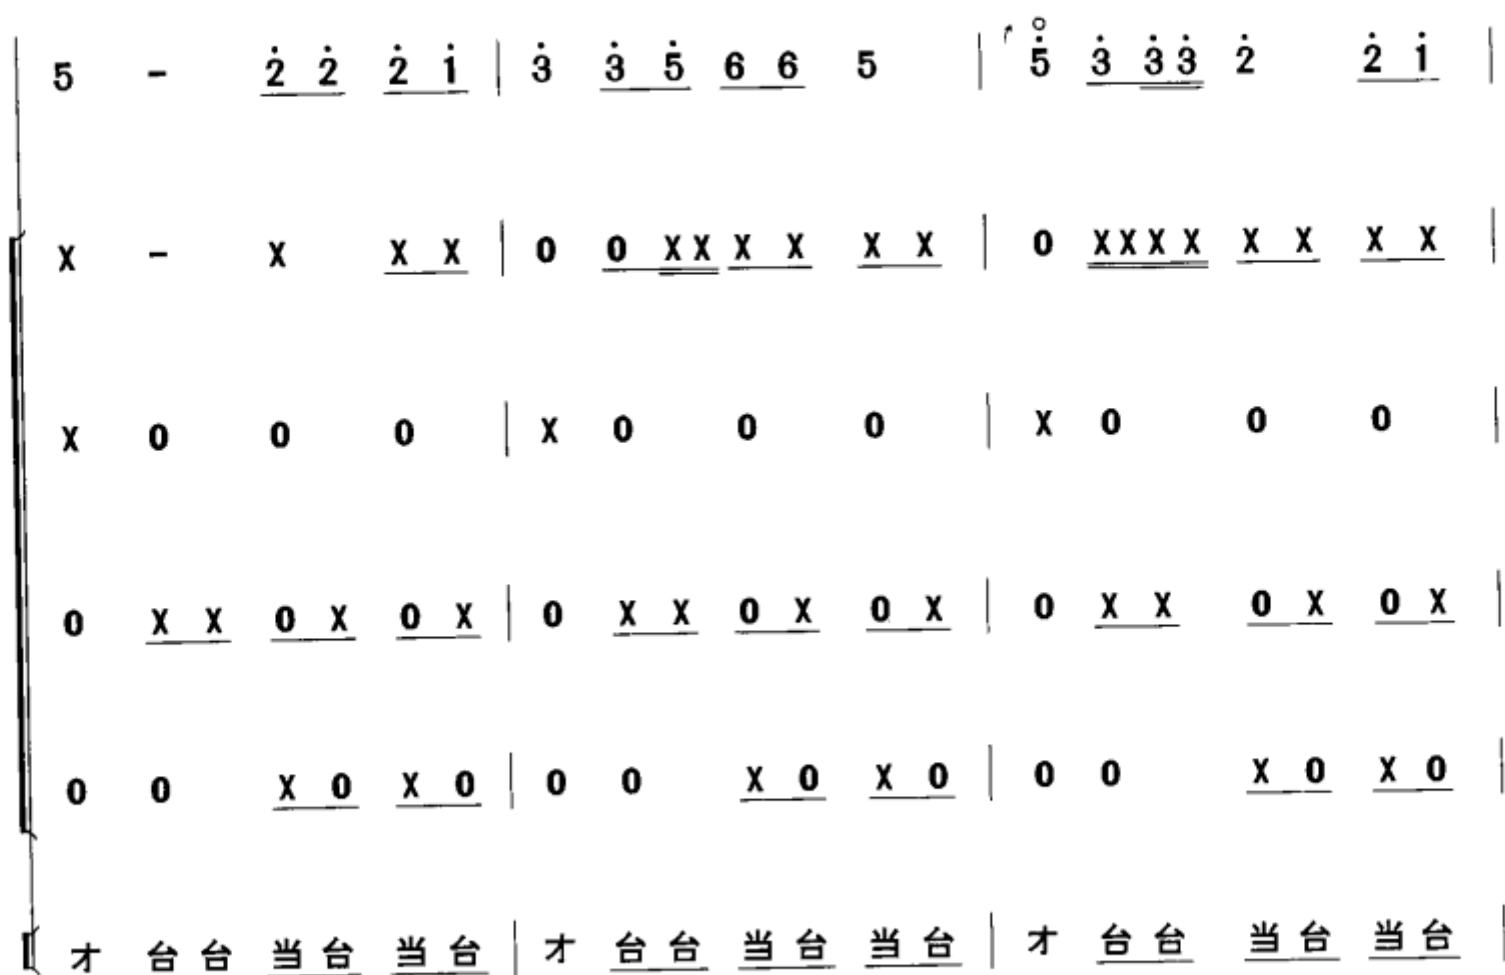 5 - 2̇ 2̇ 2̇ 1̇ | 3̇ 3̇ 5̇ 6 6 5 | 5̇ 3̇ 3̇ 3̇ 2̇ 2̇ 1̇ |
X - X X X | 0 0 X X X X X X | 0 X X X X X X X X |
X 0 0 0 | X 0 0 0 | X 0 0 0 |
0 X X 0 X 0 X | 0 X X 0 X 0 X | 0 X X 0 X 0 X |
0 0 X 0 X 0 | 0 0 X 0 X 0 | 0 0 X 0 X 0 |
才 台 台 当 台 当 台 | 才 台 台 当 台 当 台 | 才 台 台 当 台 当 台 |